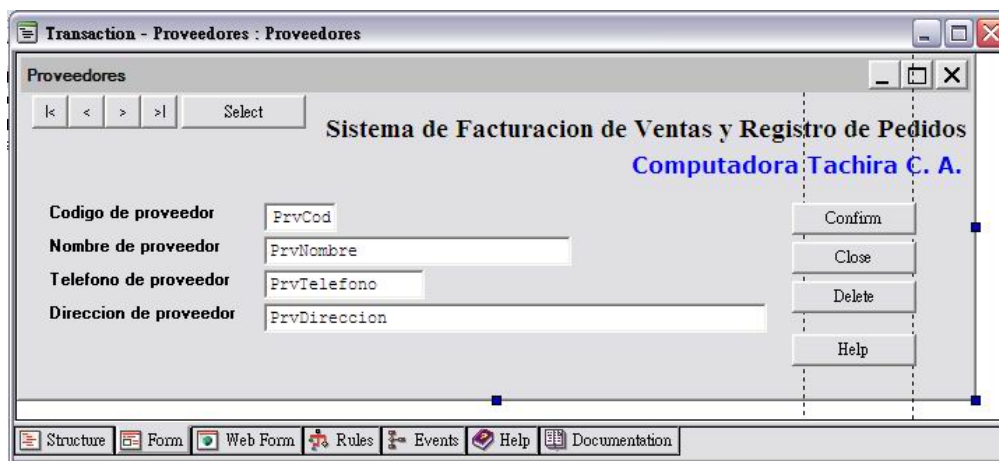 Transaction - Proveedores : Proveedores
Proveedores
|< < > >| Select
Sistema de Facturacion de Ventas y Registro de Pedidos
Computadora Tachira C. A.
Codigo de proveedor PrvCod Confirm
Nombre de proveedor PrvNombre
Close
Telefono de proveedor PrvTelefono
Delete
Direccion de proveedor PrvDireccion
Help
Structure Form Web Form Rules Events Help Documentation